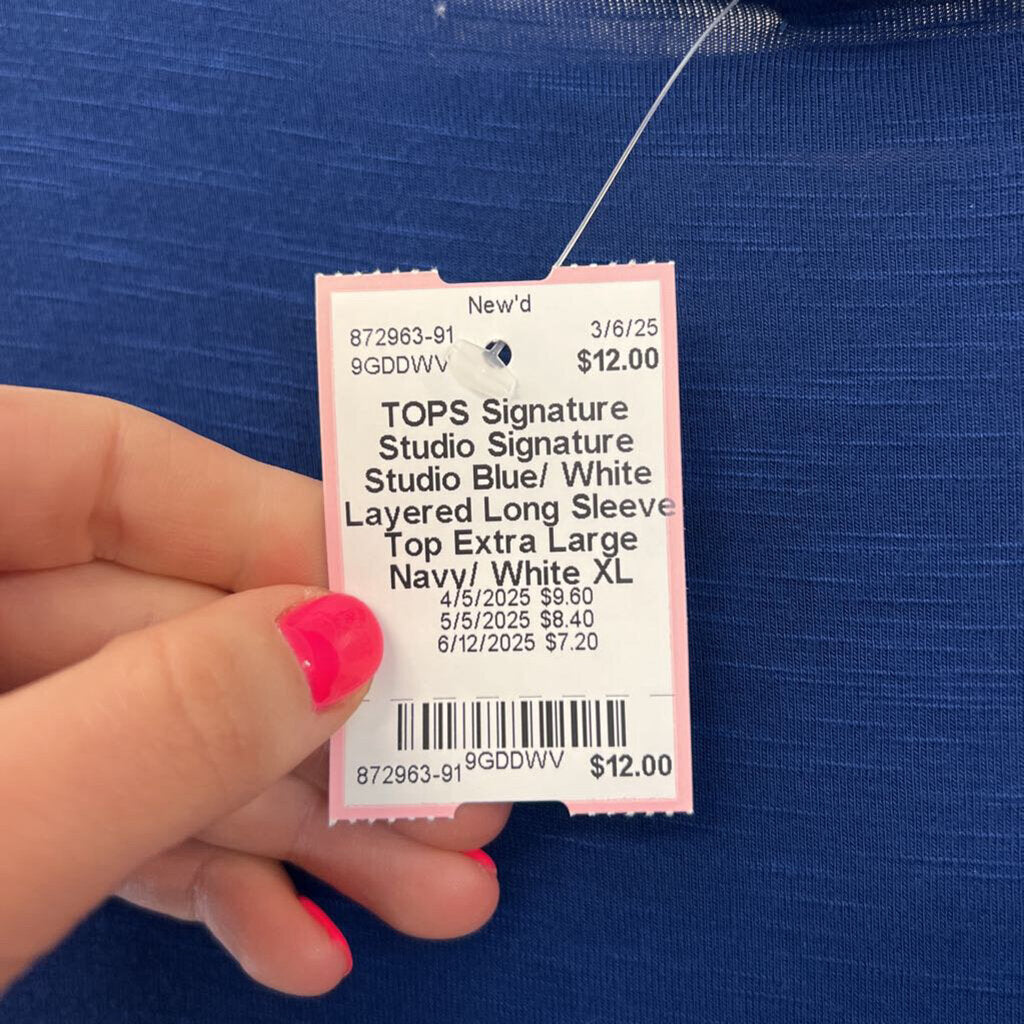 New'd
872963-91 3/6/25
9GDDWV $12.00
TOPS Signature
Studio Signature
Studio Blue/ White
Layered Long Sleeve
Top Extra Large
Navy/ White XL
4/5/2025 $9.60
5/5/2025 $8.40
6/12/2025 $7.20
872963-91 9GDDWV $12.00